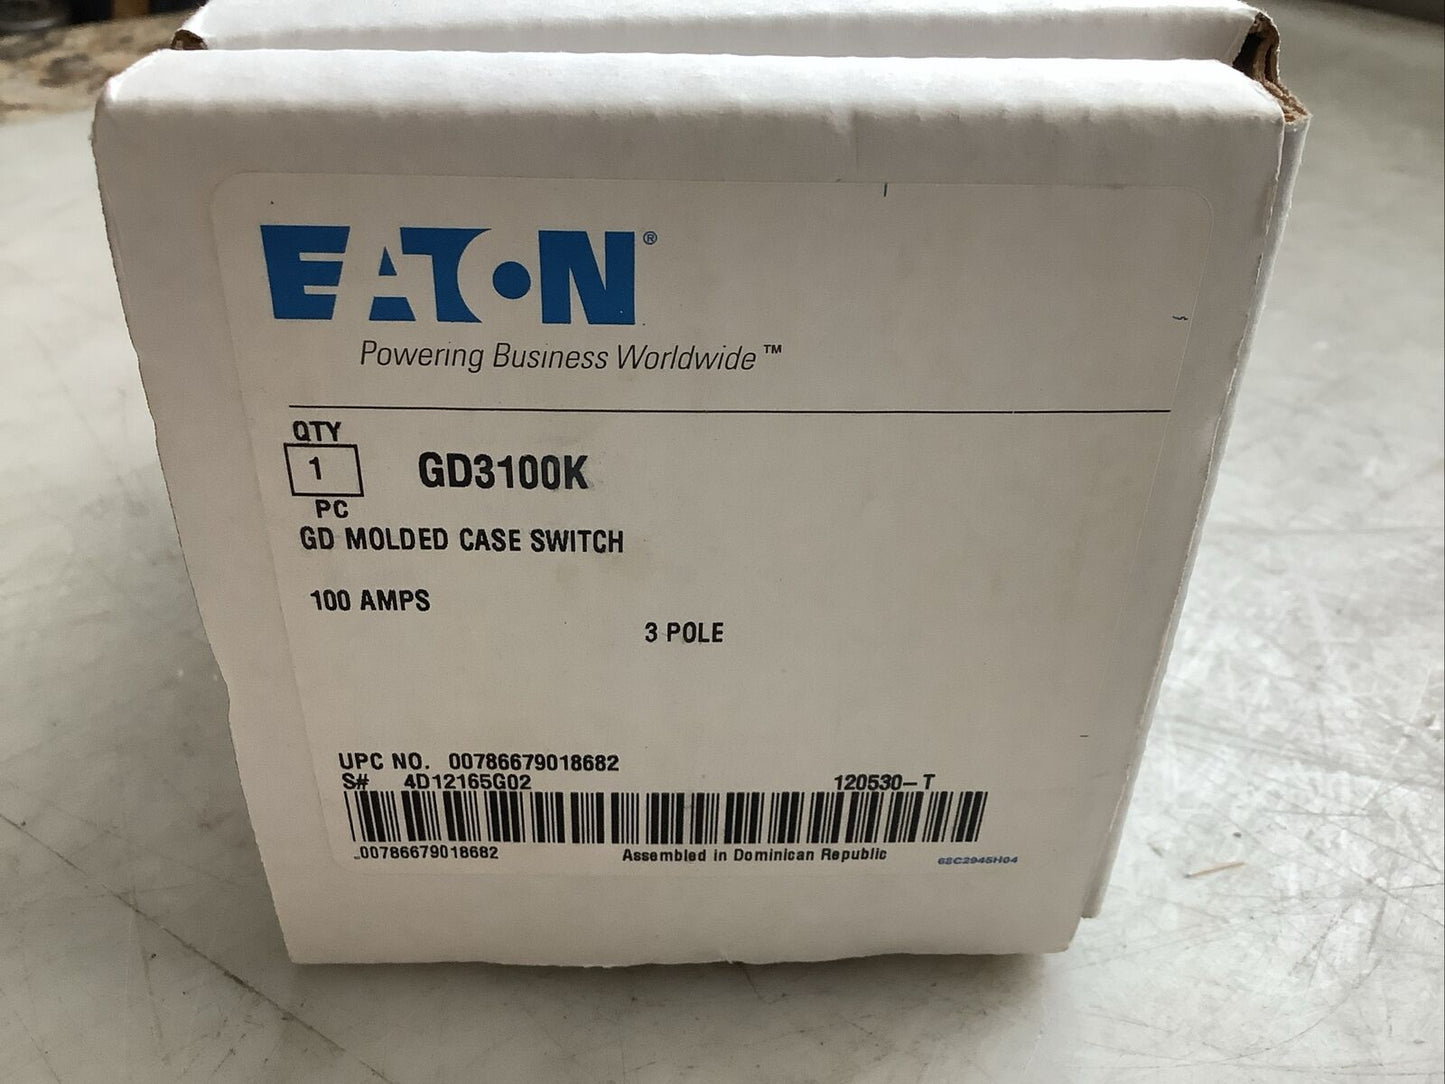 EATON®
Powering Business Worldwide™
QTY
1 GD3100K
PC
GD MOLDED CASE SWITCH
100 AMPS
3 POLE
UPC NO. 00786679018682
S# 4D12165G02 120530-T
00786679018682 Assembled in Dominican Republic 68C2945H04